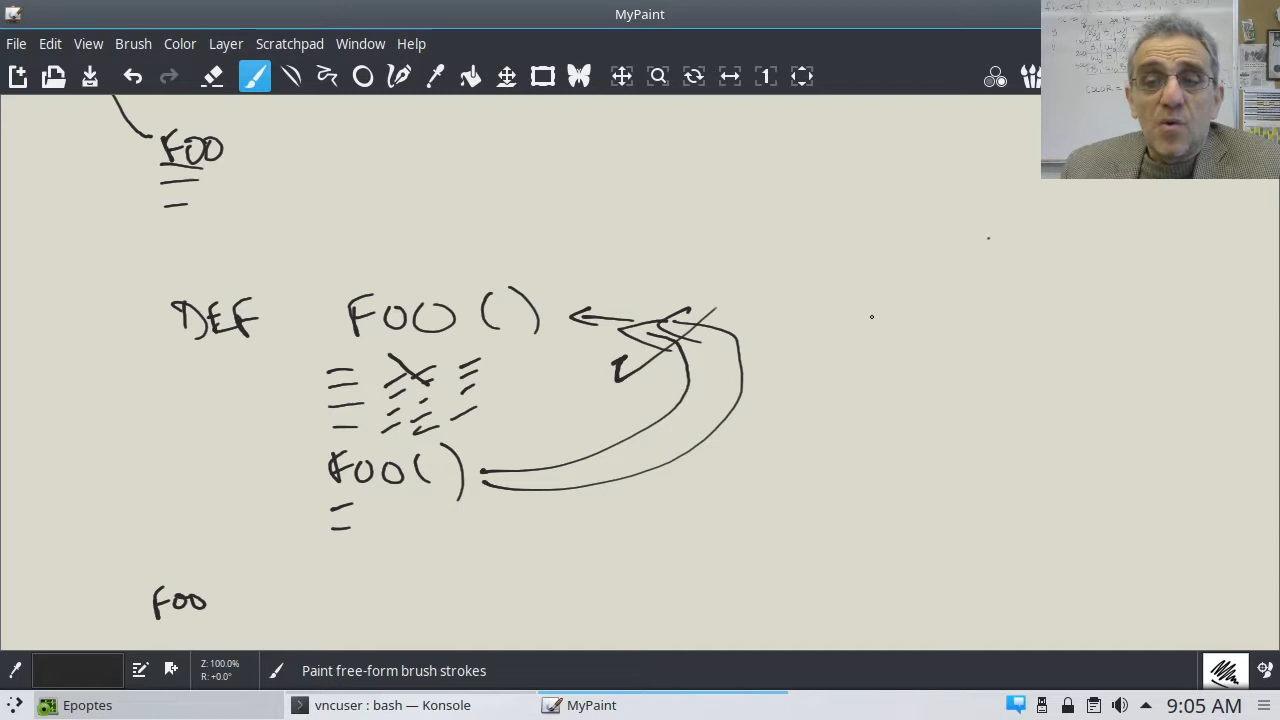 MyPaint
File Edit View Brush Color Layer Scratchpad Window Help
FOO
DEF FOO()
FOO()
FOO
Z: 100.0%
R: +0.0°
Paint free-form brush strokes
Epoptes
vncuser : bash — Konsole
MyPaint
9:05 AM